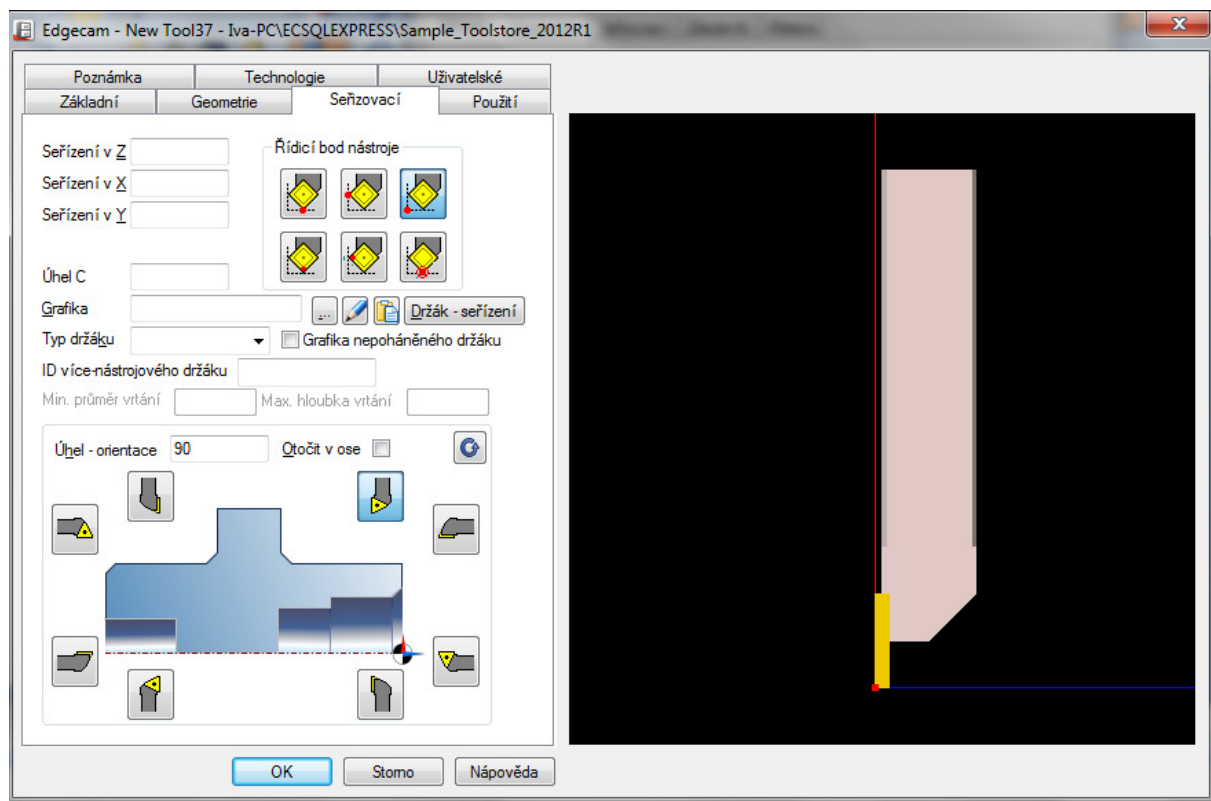 Edgecam - New Tool37 - Iva-PC\ECSQLEXPRESS\Sample_Toolstore_2012R1
Poznámka Technologie Uživatelské
Základní Geometrie Seřizovací Použití
Seřízení v Z
Seřízení v X
Seřízení v Y
Řídicí bod nástroje
Úhel C
Grafika ... Držák - seřízení
Typ držáku Grafika nepoháněného držáku
ID více-nástrojového držáku
Min. průměr vrtání Max. hloubka vrtání
Úhel - orientace 90 Otočit v ose
OK Storno Nápověda